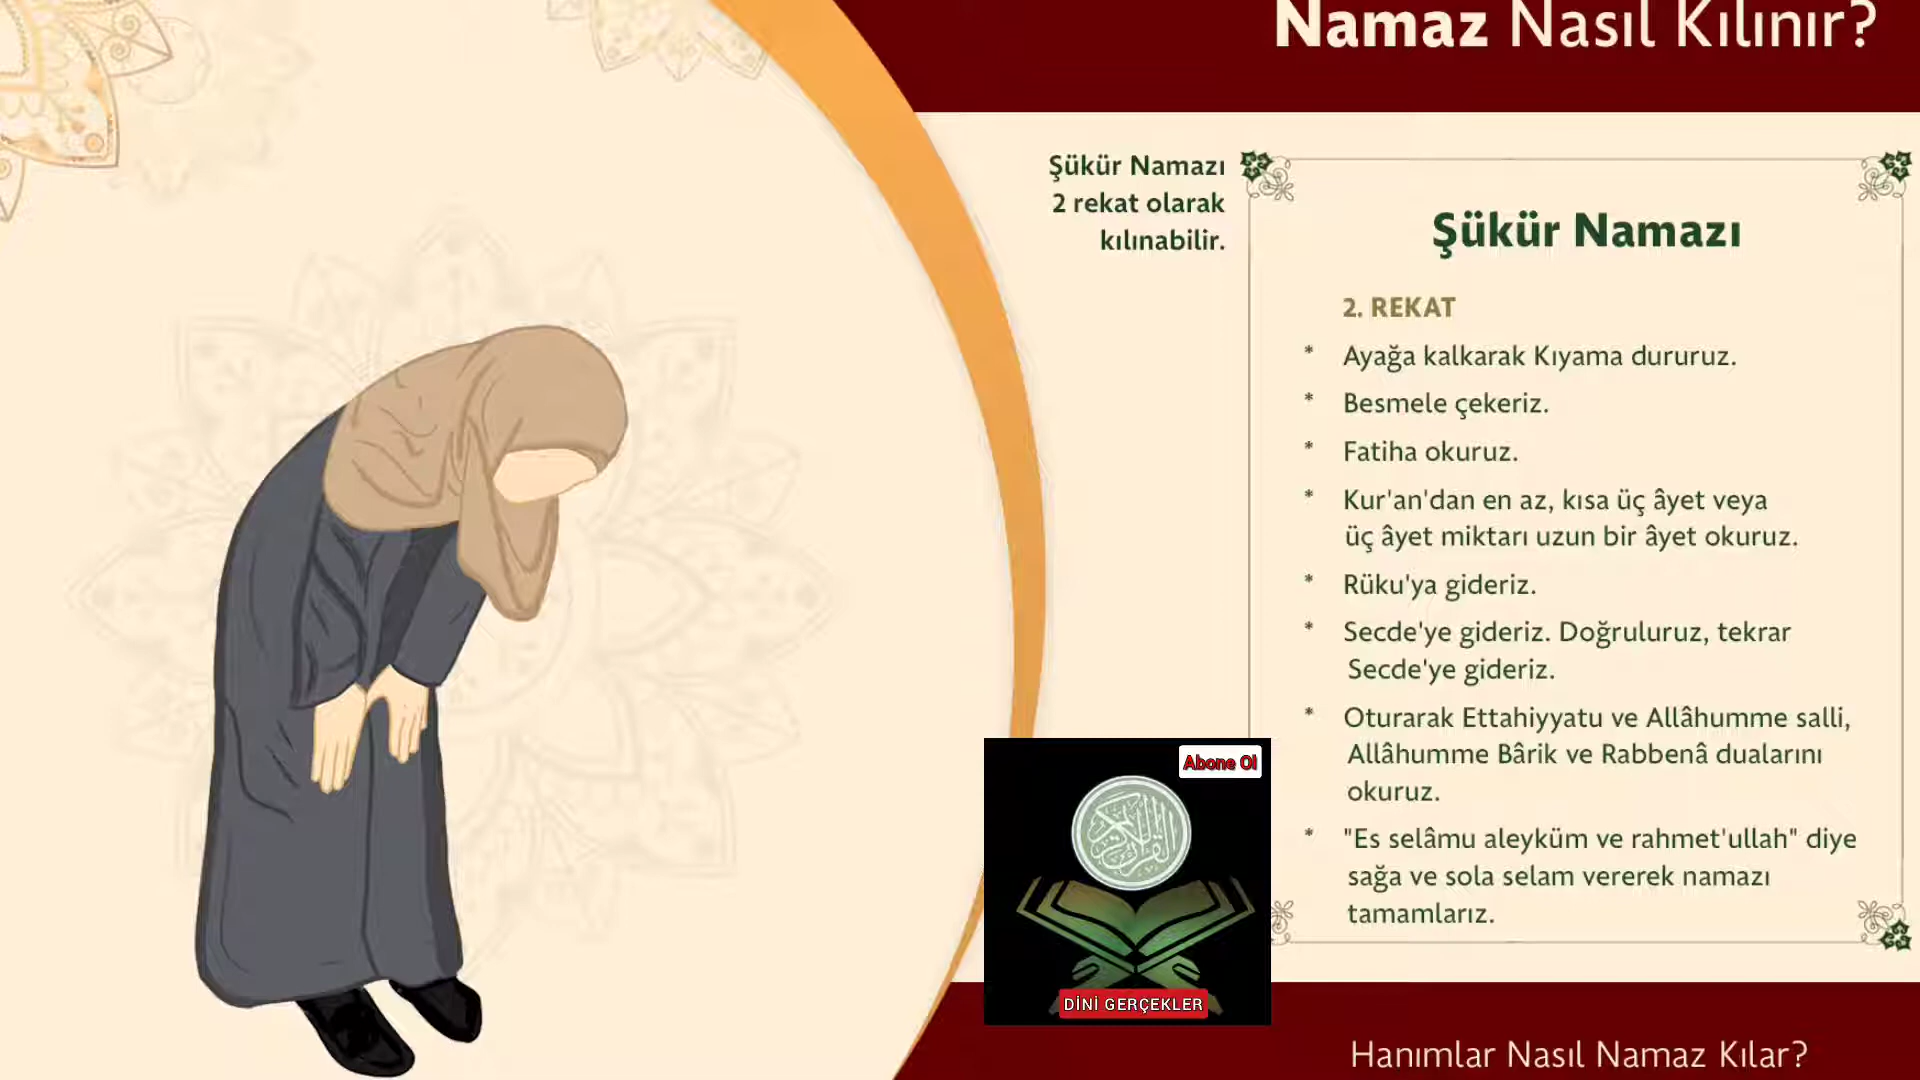 Namaz Nasıl Kılınır?
Şükür Namazı
2 rekat olarak
kılınabilir.
Şükür Namazı
2. REKAT
* Ayağa kalkarak Kıyama dururuz.
* Besmele çekeriz.
* Fatiha okuruz.
* Kur'an'dan en az, kısa üç âyet veya
üç âyet miktarı uzun bir âyet okuruz.
* Rüku'ya gideriz.
* Secde'ye gideriz. Doğruluruz, tekrar
Secde'ye gideriz.
* Oturarak Ettahiyyatu ve Allâhumme salli,
Allâhumme Bârik ve Rabbenâ dualarını
okuruz.
* "Es selâmu aleyküm ve rahmet'ullah" diye
sağa ve sola selam vererek namazı
tamamlarız.
Abone Ol
القرآن الكريم
DİNİ GERÇEKLER
Hanımlar Nasıl Namaz Kılar?